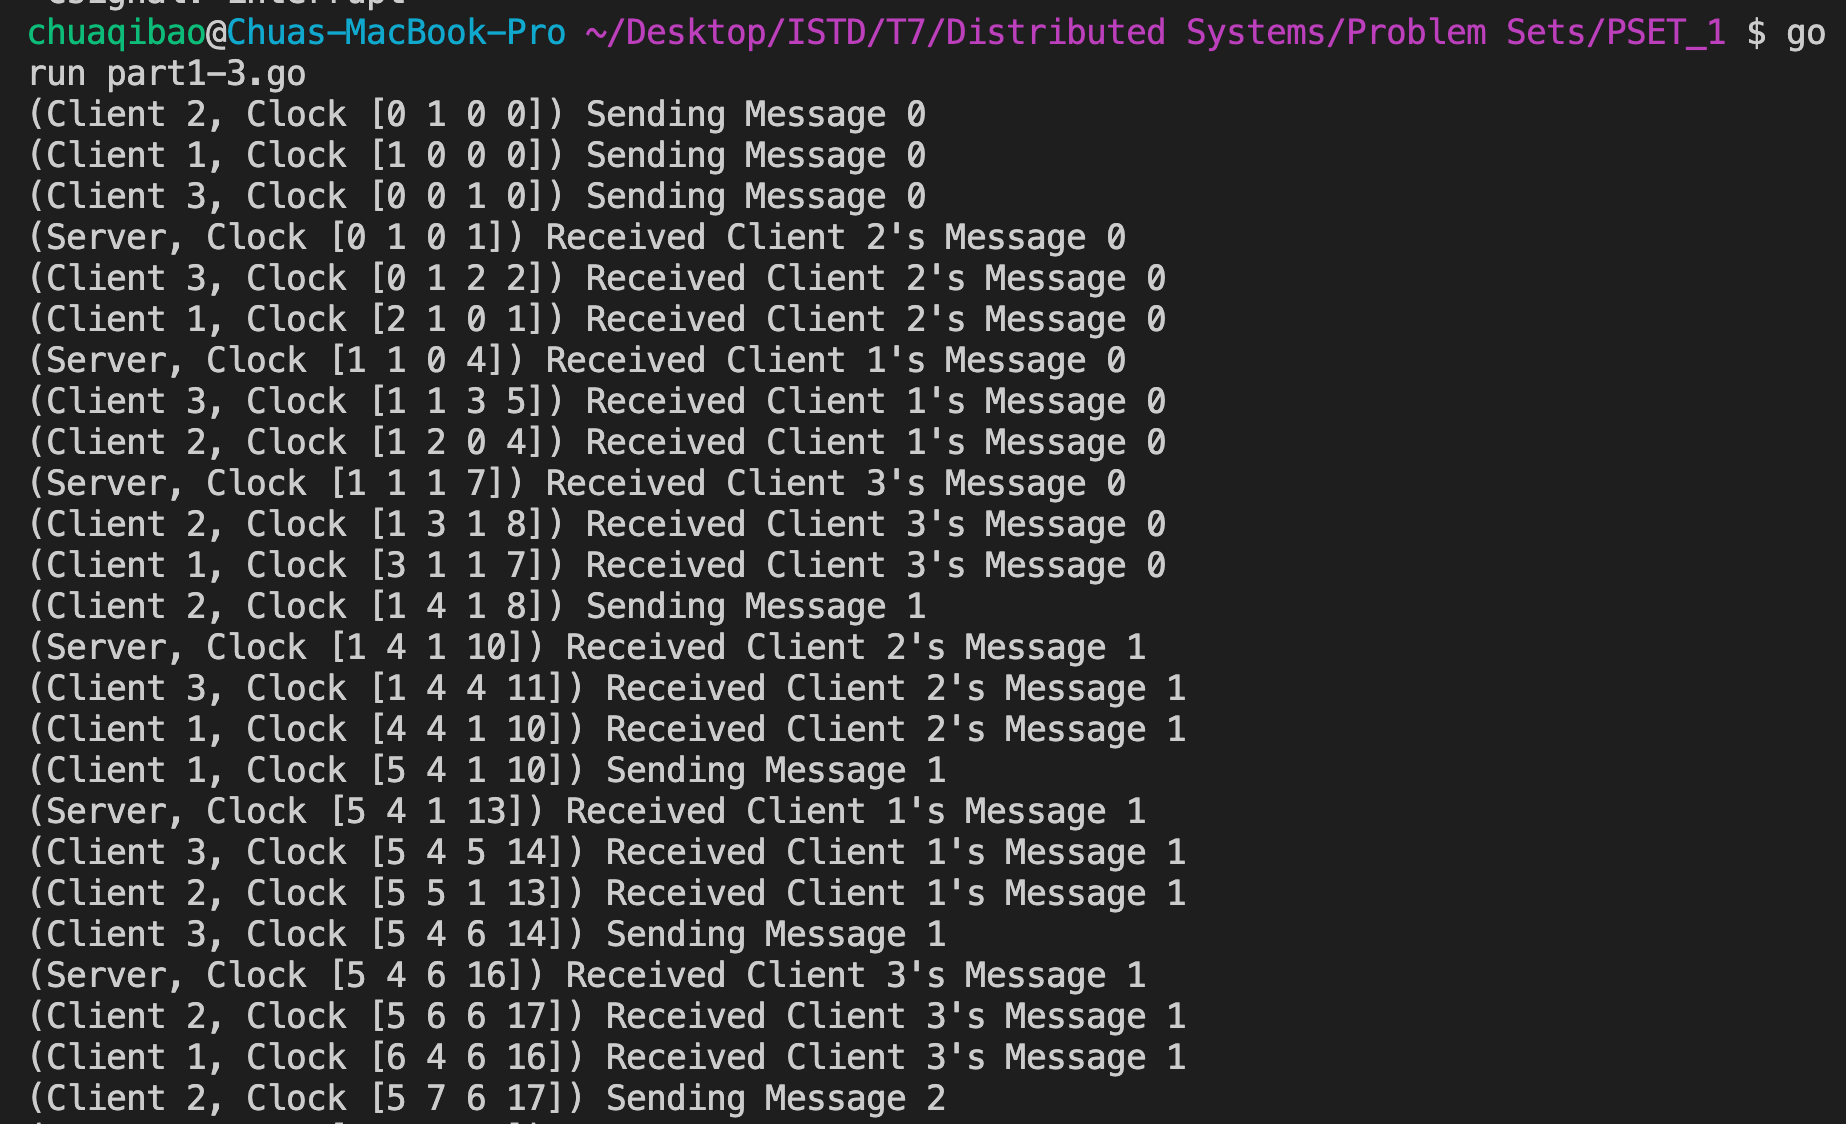 chuaqibao@Chuas-MacBook-Pro ~/Desktop/ISTD/T7/Distributed Systems/Problem Sets/PSET_1 $ go
run part1-3.go
(Client 2, Clock [0 1 0 0]) Sending Message 0
(Client 1, Clock [1 0 0 0]) Sending Message 0
(Client 3, Clock [0 0 1 0]) Sending Message 0
(Server, Clock [0 1 0 1]) Received Client 2's Message 0
(Client 3, Clock [0 1 2 2]) Received Client 2's Message 0
(Client 1, Clock [2 1 0 1]) Received Client 2's Message 0
(Server, Clock [1 1 0 4]) Received Client 1's Message 0
(Client 3, Clock [1 1 3 5]) Received Client 1's Message 0
(Client 2, Clock [1 2 0 4]) Received Client 1's Message 0
(Server, Clock [1 1 1 7]) Received Client 3's Message 0
(Client 2, Clock [1 3 1 8]) Received Client 3's Message 0
(Client 1, Clock [3 1 1 7]) Received Client 3's Message 0
(Client 2, Clock [1 4 1 8]) Sending Message 1
(Server, Clock [1 4 1 10]) Received Client 2's Message 1
(Client 3, Clock [1 4 4 11]) Received Client 2's Message 1
(Client 1, Clock [4 4 1 10]) Received Client 2's Message 1
(Client 1, Clock [5 4 1 10]) Sending Message 1
(Server, Clock [5 4 1 13]) Received Client 1's Message 1
(Client 3, Clock [5 4 5 14]) Received Client 1's Message 1
(Client 2, Clock [5 5 1 13]) Received Client 1's Message 1
(Client 3, Clock [5 4 6 14]) Sending Message 1
(Server, Clock [5 4 6 16]) Received Client 3's Message 1
(Client 2, Clock [5 6 6 17]) Received Client 3's Message 1
(Client 1, Clock [6 4 6 16]) Received Client 3's Message 1
(Client 2, Clock [5 7 6 17]) Sending Message 2